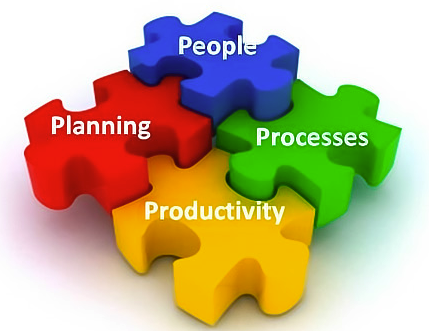 People
Planning
Processes
Productivity